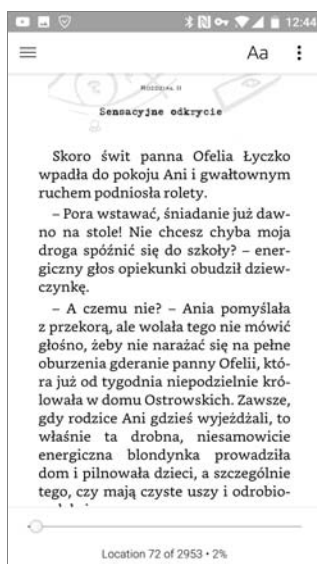 12:44
Aa
Rozdział II
Sensacyjne odkrycie
Skoro świt panna Ofelia Łyczko
wpadła do pokoju Ani i gwałtownym
ruchem podniosła rolety.
– Pora wstawać, śniadanie już daw-
no na stole! Nie chcesz chyba moja
droga spóźnić się do szkoły? – ener-
giczny głos opiekunki obudził dziew-
czynkę.
– A czemu nie? – Ania pomyślała
z przekorą, ale wolała tego nie mówić
głośno, żeby nie narażać się na pełne
oburzenia gderanie panny Ofelii, któ-
ra już od tygodnia niepodzielnie kró-
lowała w domu Ostrowskich. Zawsze,
gdy rodzice Ani gdzieś wyjeżdżali, to
właśnie ta drobna, niesamowicie
energiczna blondynka prowadziła
dom i pilnowała dzieci, a szczególnie
tego, czy mają czyste uszy i odrobio-
Location 72 of 2953 • 2%